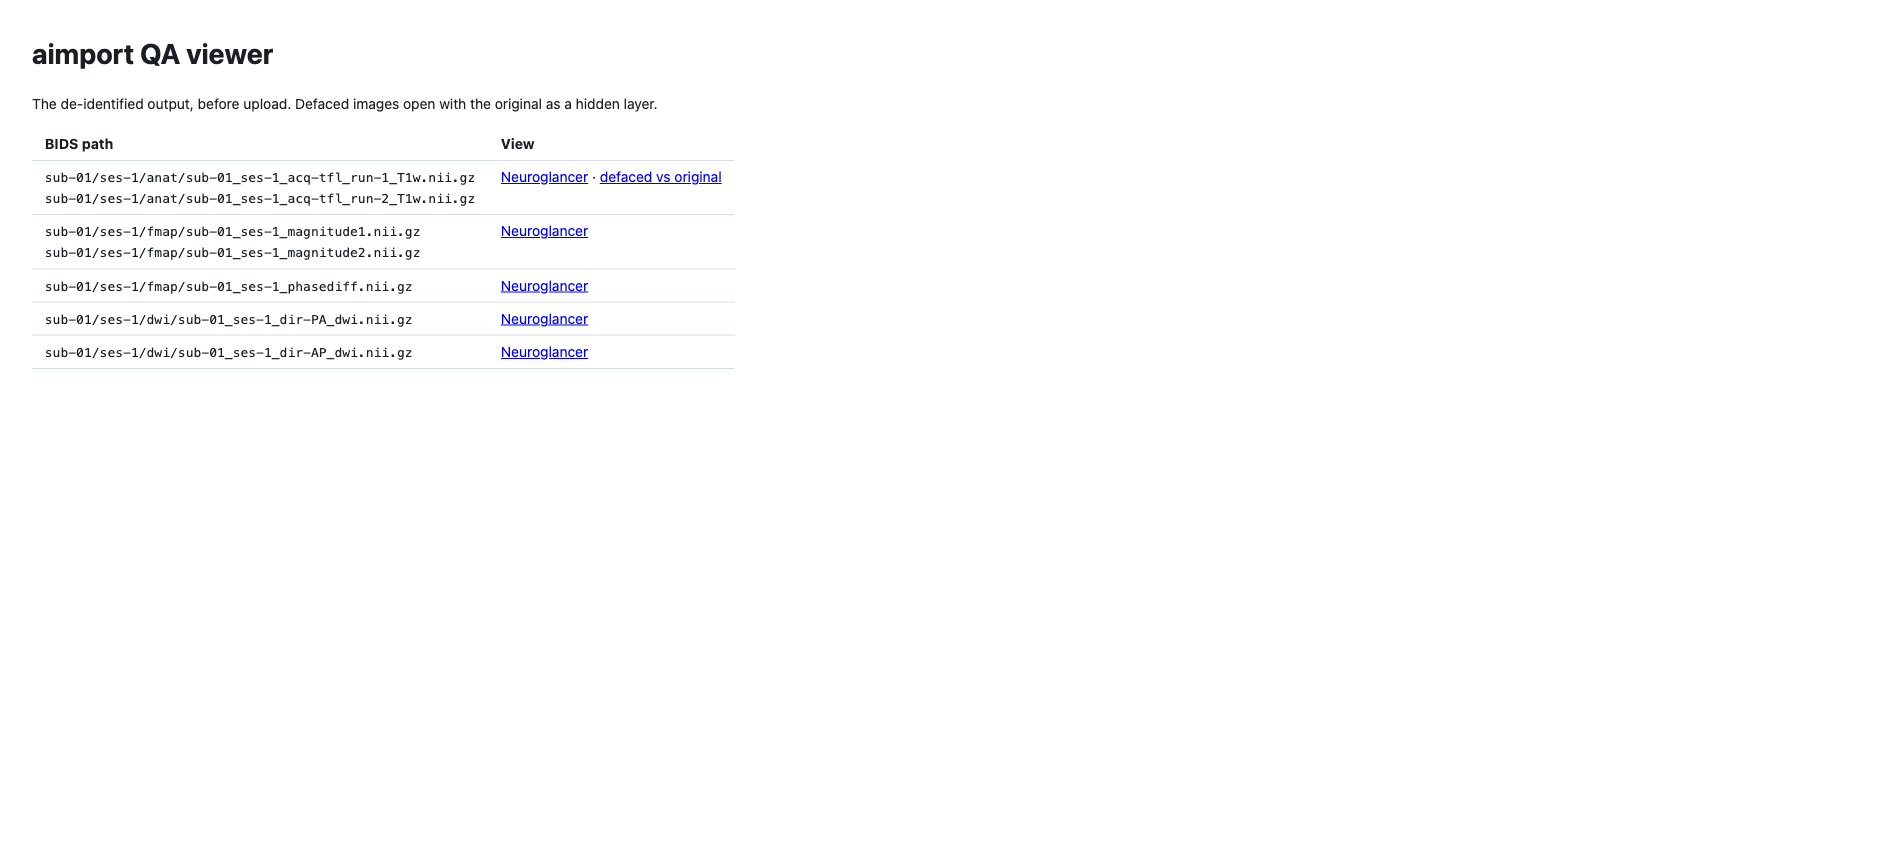 aimport QA viewer
The de-identified output, before upload. Defaced images open with the original as a hidden layer.
BIDS path View
sub-01/ses-1/anat/sub-01_ses-1_acq-tfl_run-1_T1w.nii.gz Neuroglancer · defaced vs original
sub-01/ses-1/anat/sub-01_ses-1_acq-tfl_run-2_T1w.nii.gz
sub-01/ses-1/fmap/sub-01_ses-1_magnitude1.nii.gz Neuroglancer
sub-01/ses-1/fmap/sub-01_ses-1_magnitude2.nii.gz
sub-01/ses-1/fmap/sub-01_ses-1_phasediff.nii.gz Neuroglancer
sub-01/ses-1/dwi/sub-01_ses-1_dir-PA_dwi.nii.gz Neuroglancer
sub-01/ses-1/dwi/sub-01_ses-1_dir-AP_dwi.nii.gz Neuroglancer